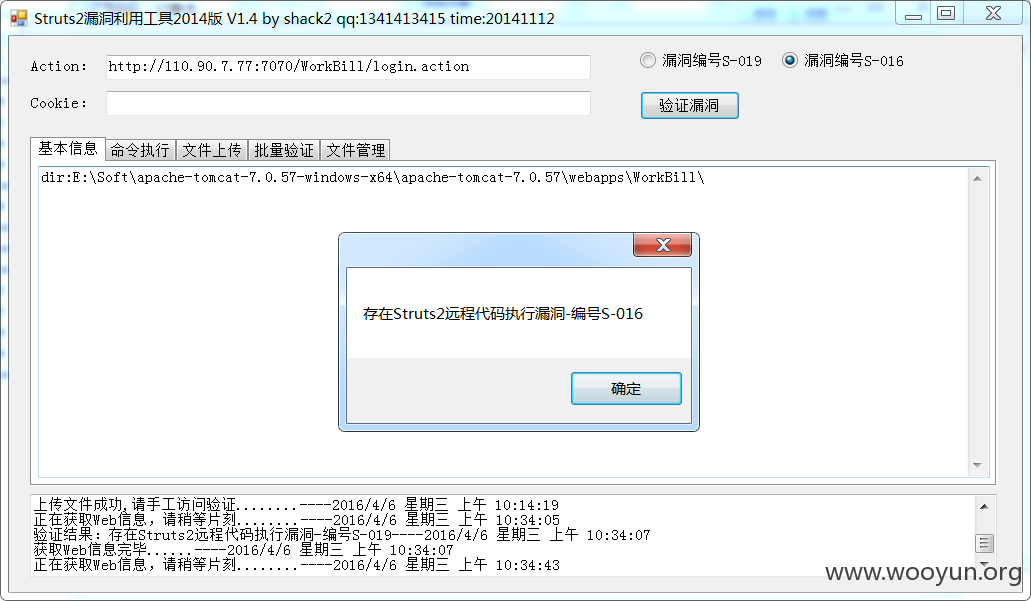 Struts2漏洞利用工具2014版 V1.4 by shack2 qq:1341413415 time:20141112
Action: http://110.90.7.77:7070/WorkBill/login.action 漏洞编号S-019 漏洞编号S-016
Cookie: 验证漏洞
基本信息 命令执行 文件上传 批量验证 文件管理
dir:E:\Soft\apache-tomcat-7.0.57-windows-x64\apache-tomcat-7.0.57\webapps\WorkBill\
存在Struts2远程代码执行漏洞-编号S-016
确定
上传文件成功,请手工访问验证........----2016/4/6 星期三 上午 10:14:19
正在获取Web信息，请稍等片刻........----2016/4/6 星期三 上午 10:34:05
验证结果：存在Struts2远程代码执行漏洞-编号S-019----2016/4/6 星期三 上午 10:34:07
获取Web信息完毕......----2016/4/6 星期三 上午 10:34:07
正在获取Web信息，请稍等片刻........----2016/4/6 星期三 上午 10:34:43
www.wooyun.org